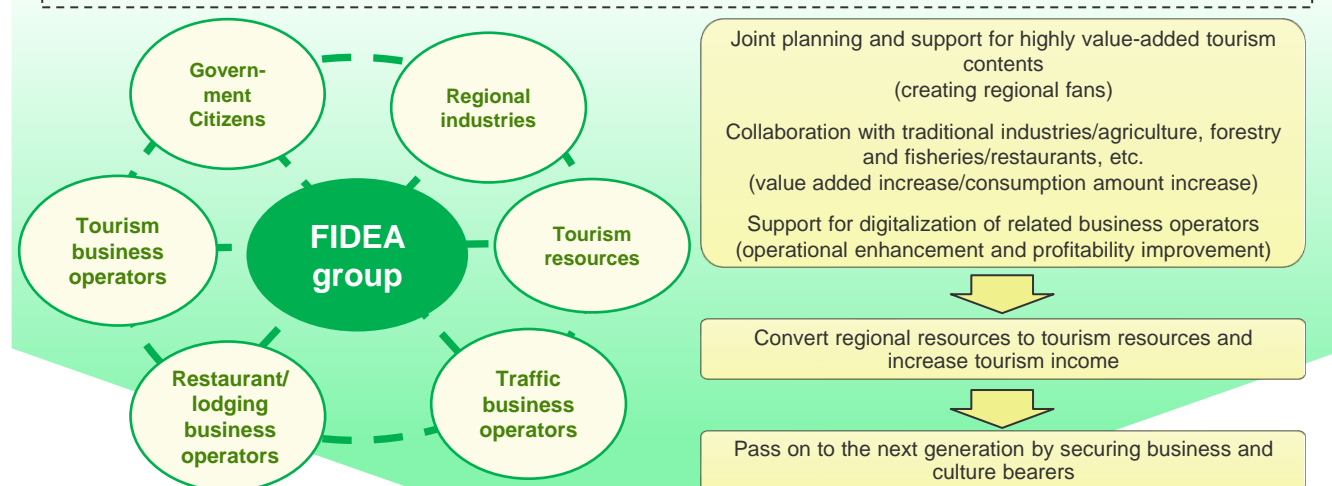 Govern-
ment
Citizens
Regional
industries
Tourism
business
operators
FIDEA
group
Tourism
resources
Restaurant/
lodging
business
operators
Traffic
business
operators
Joint planning and support for highly value-added tourism
contents
(creating regional fans)
Collaboration with traditional industries/agriculture, forestry
and fisheries/restaurants, etc.
(value added increase/consumption amount increase)
Support for digitalization of related business operators
(operational enhancement and profitability improvement)
Convert regional resources to tourism resources and
increase tourism income
Pass on to the next generation by securing business and
culture bearers